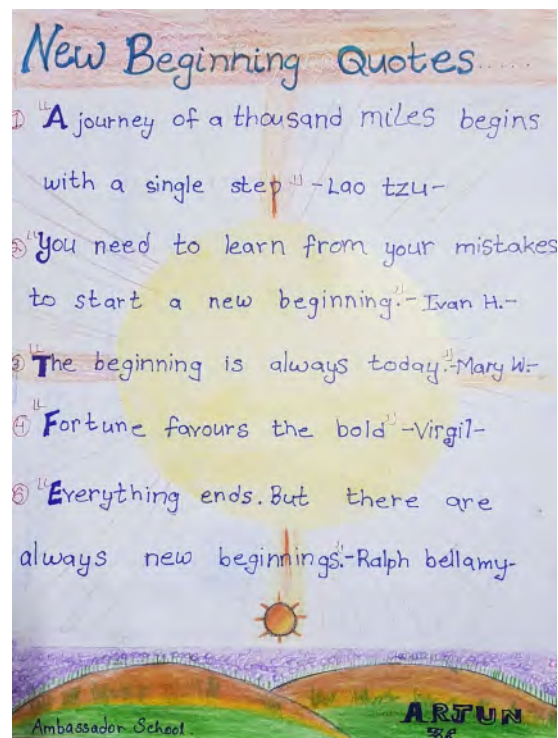 New Beginning Quotes.....
① "A journey of a thousand miles begins
with a single step" -Lao tzu-
② "You need to learn from your mistakes
to start a new beginning."- Ivan H.-
③ "The beginning is always today."-Mary W.-
④ "Fortune favours the bold" -Virgil-
⑤ "Everything ends. But there are
always new beginnings."-Ralph bellamy-
Ambassador School.
ARJUN